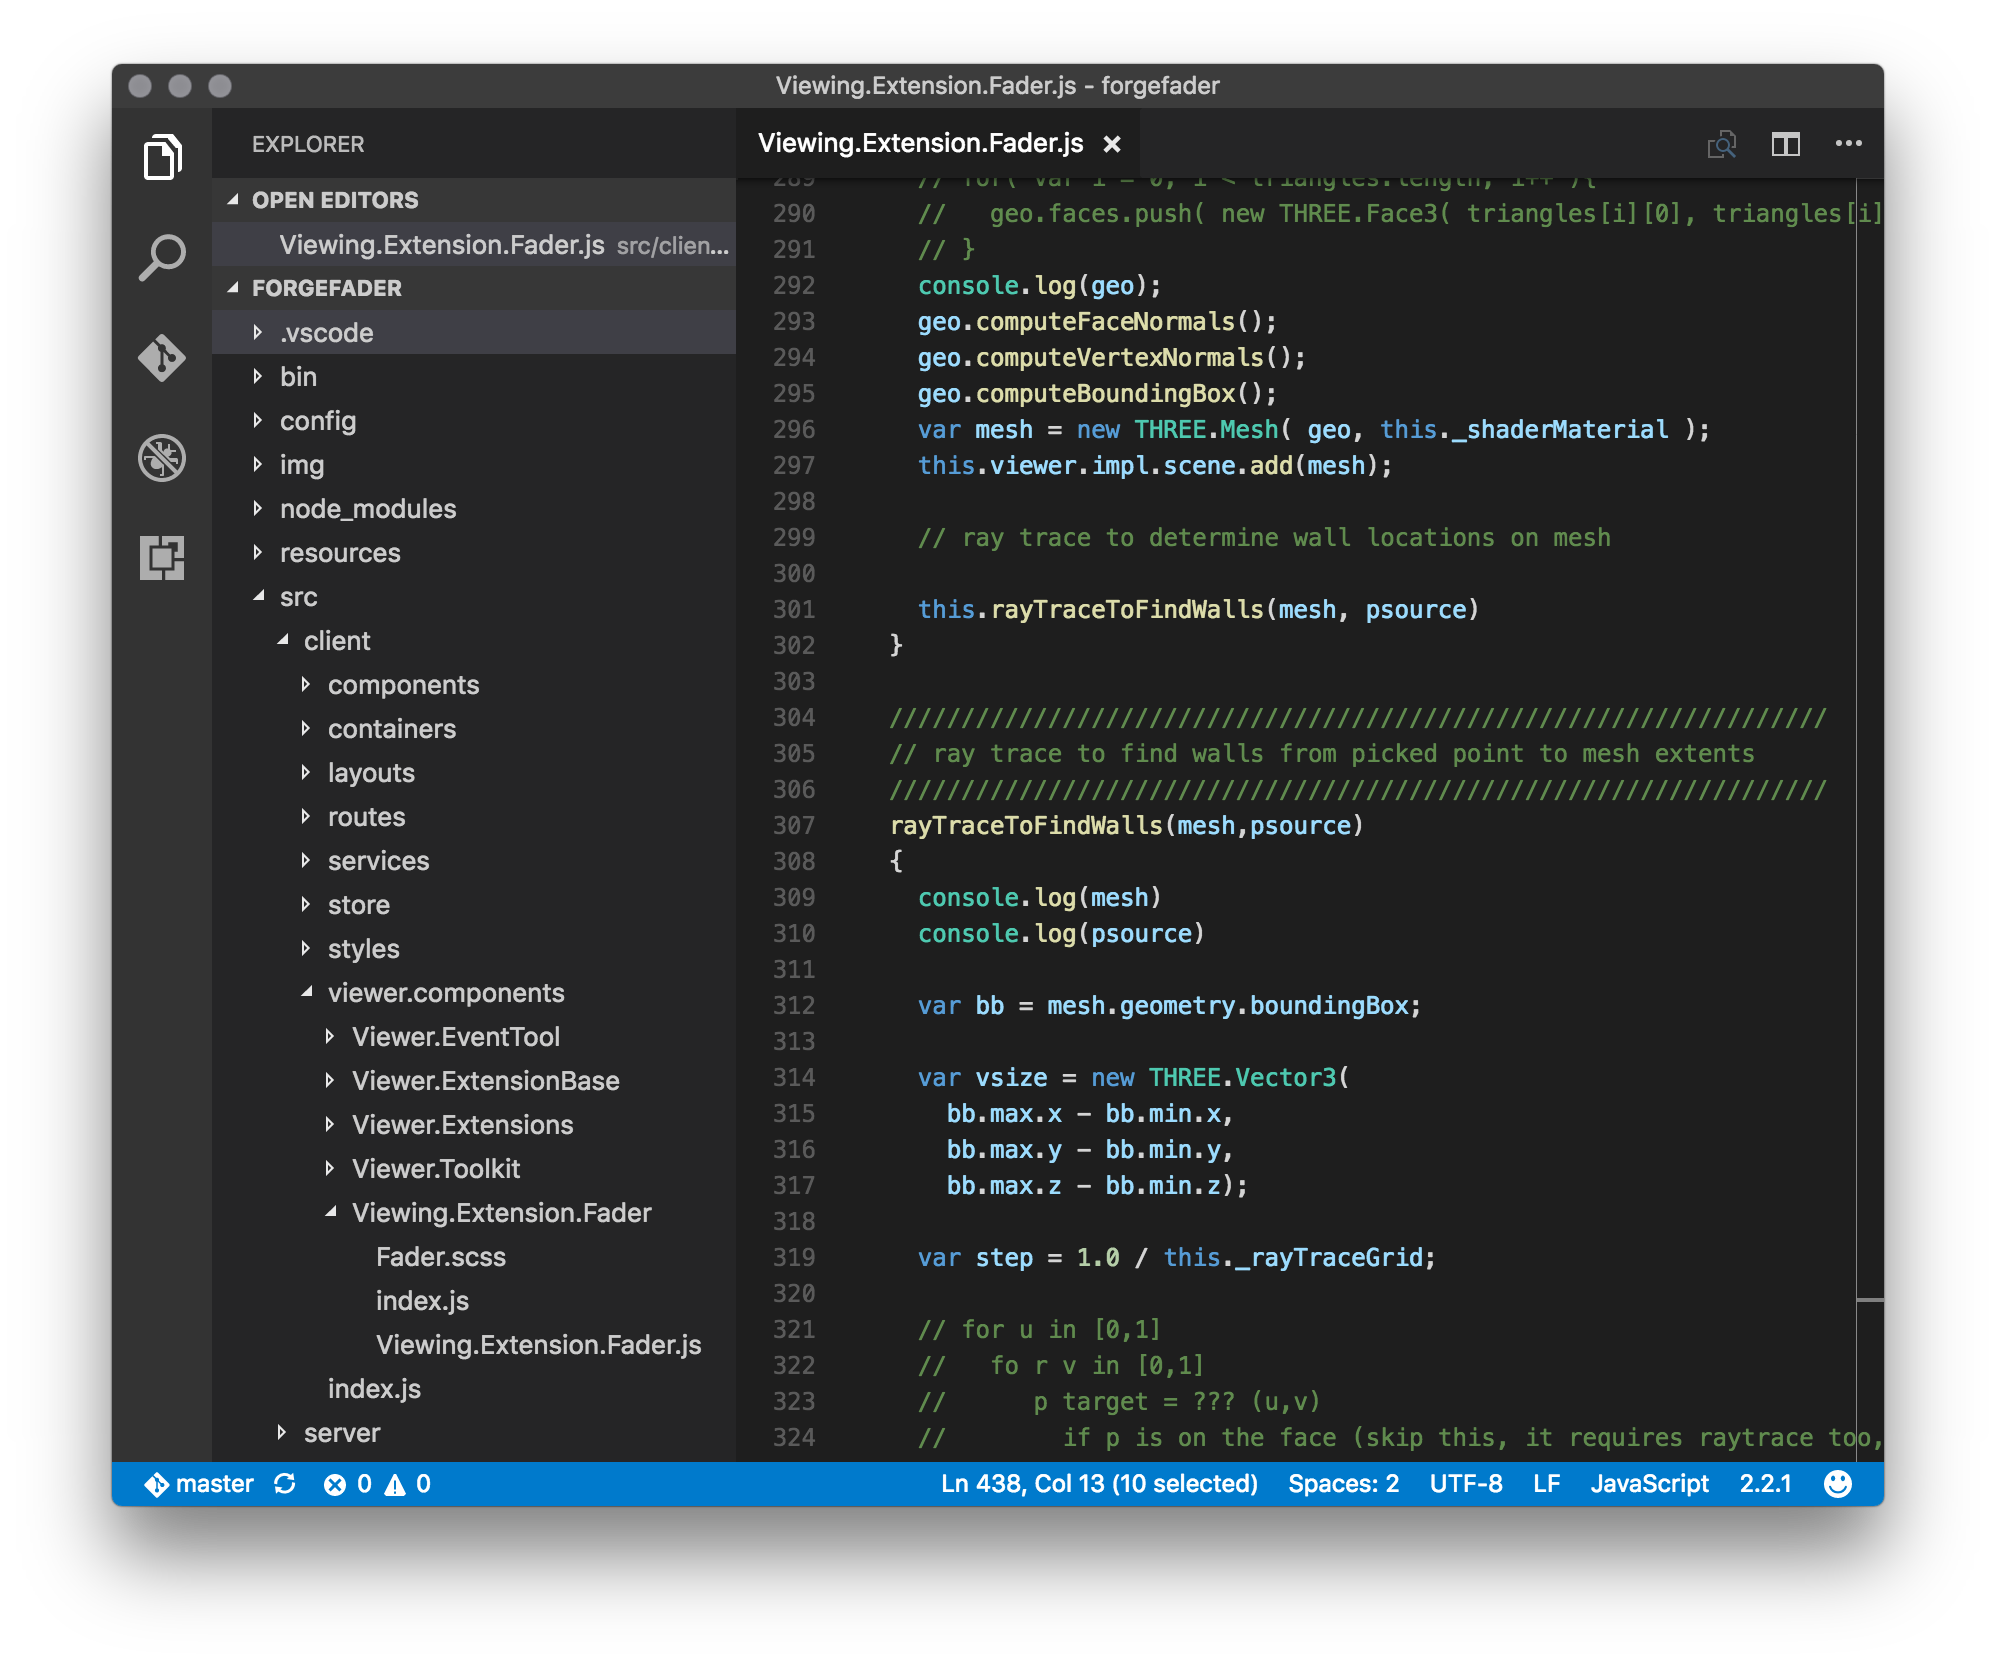 Viewing.Extension.Fader.js - forgefader
EXPLORER
OPEN EDITORS
Viewing.Extension.Fader.js src/clien...
FORGEFADER
.vscode
bin
config
img
node_modules
resources
src
client
components
containers
layouts
routes
services
store
styles
viewer.components
Viewer.EventTool
Viewer.ExtensionBase
Viewer.Extensions
Viewer.Toolkit
Viewing.Extension.Fader
Fader.scss
index.js
Viewing.Extension.Fader.js
index.js
server
Viewing.Extension.Fader.js
289 // for( var i = 0; i < triangles.length; i++ ){
290 //   geo.faces.push( new THREE.Face3( triangles[i][0], triangles[i]
291 // }
292 console.log(geo);
293 geo.computeFaceNormals();
294 geo.computeVertexNormals();
295 geo.computeBoundingBox();
296 var mesh = new THREE.Mesh( geo, this._shaderMaterial );
297 this.viewer.impl.scene.add(mesh);
298
299 // ray trace to determine wall locations on mesh
300
301 this.rayTraceToFindWalls(mesh, psource)
302 }
303
304 /////////////////////////////////////////////////////////////////
305 // ray trace to find walls from picked point to mesh extents
306 /////////////////////////////////////////////////////////////////
307 rayTraceToFindWalls(mesh,psource)
308 {
309 console.log(mesh)
310 console.log(psource)
311
312 var bb = mesh.geometry.boundingBox;
313
314 var vsize = new THREE.Vector3(
315 bb.max.x - bb.min.x,
316 bb.max.y - bb.min.y,
317 bb.max.z - bb.min.z);
318
319 var step = 1.0 / this._rayTraceGrid;
320
321 // for u in [0,1]
322 //   fo r v in [0,1]
323 //      p target = ??? (u,v)
324 //        if p is on the face (skip this, it requires raytrace too,
master 0 0 Ln 438, Col 13 (10 selected) Spaces: 2 UTF-8 LF JavaScript 2.2.1